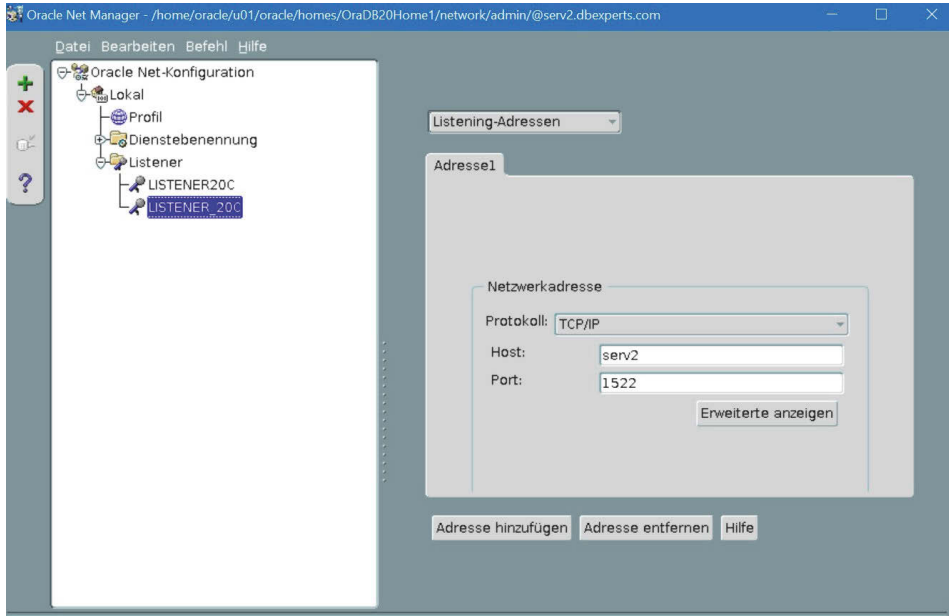 Oracle Net Manager - /home/oracle/u01/oracle/homes/OraDB20Home1/network/admin/@serv2.dbexperts.com
Datei Bearbeiten Befehl Hilfe
Oracle Net-Konfiguration
Lokal
Profil
Dienstebenennung
Listener
LISTENER20C
LISTENER_20C
Listening-Adressen
Adresse1
Netzwerkadresse
Protokoll: TCP/IP
Host: serv2
Port: 1522
Erweiterte anzeigen
Adresse hinzufügen Adresse entfernen Hilfe